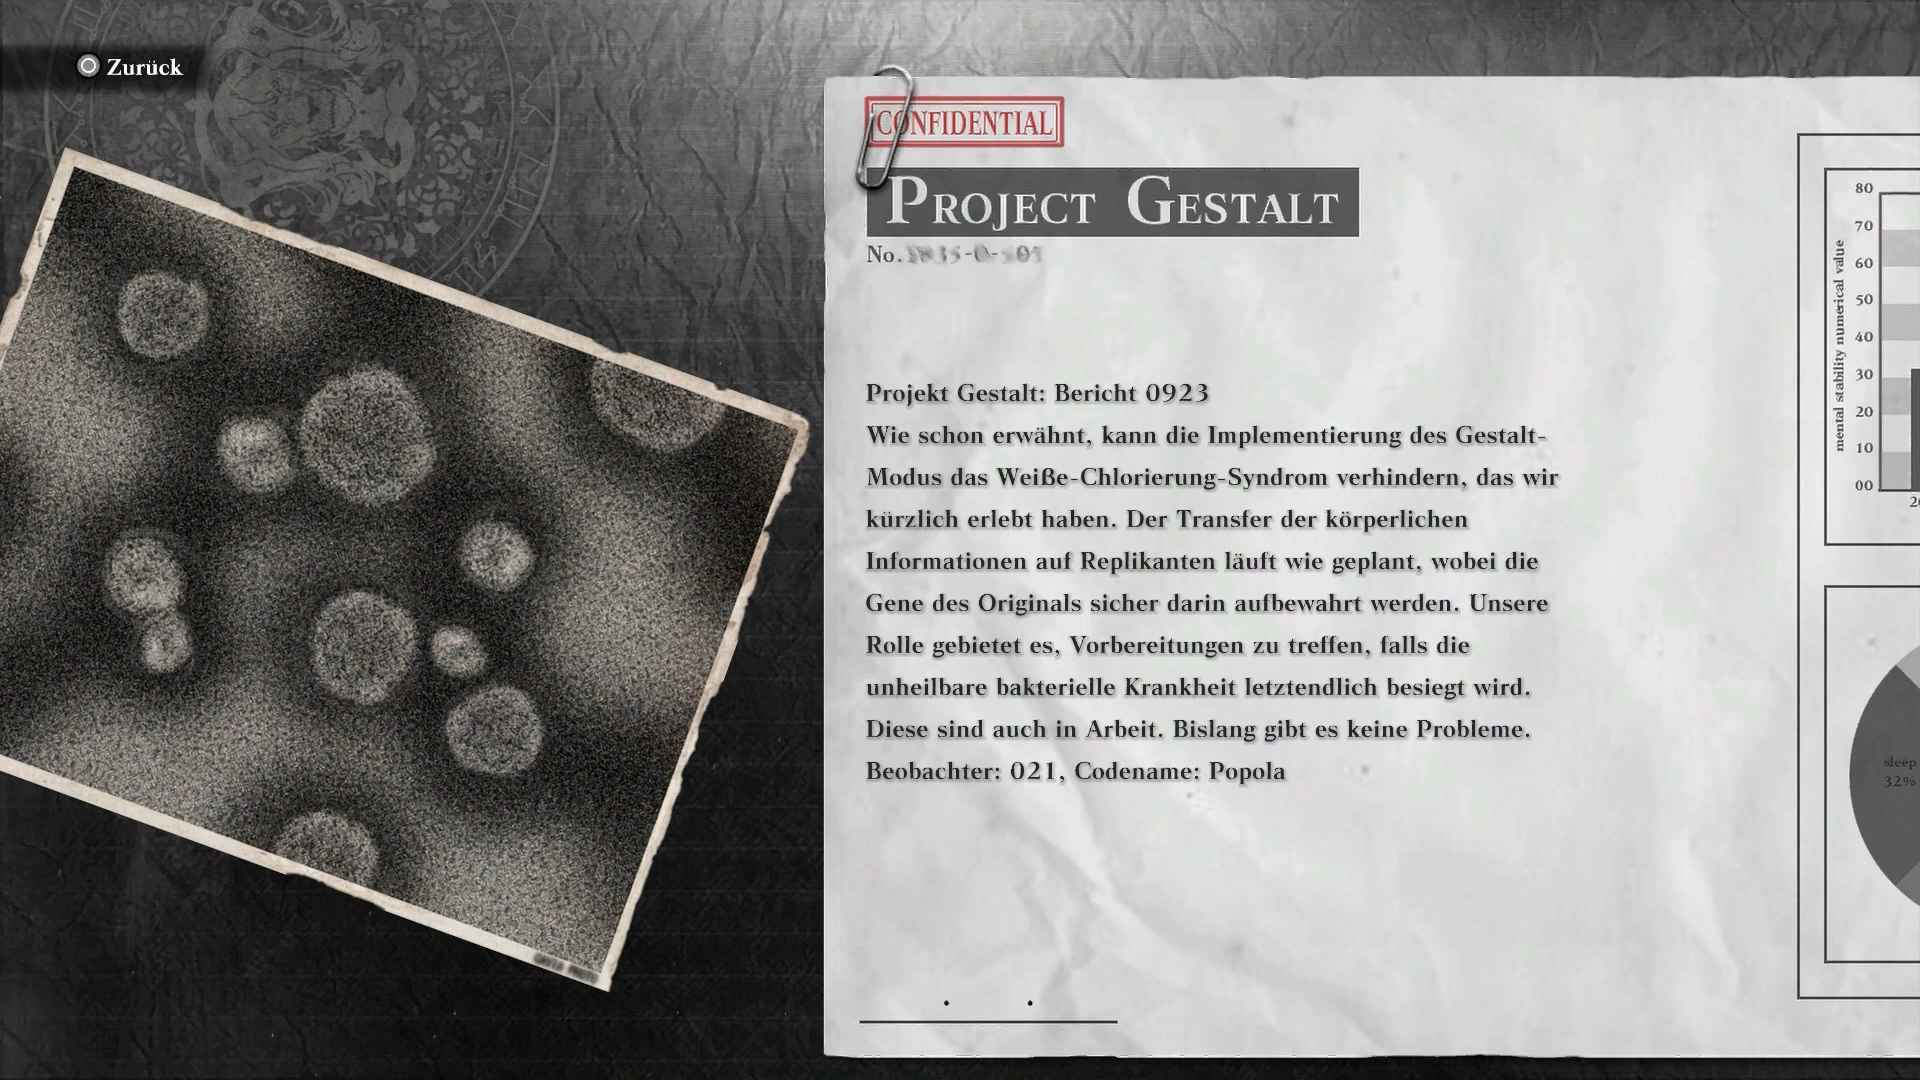 Zurück
CONFIDENTIAL
PROJECT GESTALT
No.
Projekt Gestalt: Bericht 0923
Wie schon erwähnt, kann die Implementierung des Gestalt-
Modus das Weiße-Chlorierung-Syndrom verhindern, das wir
kürzlich erlebt haben. Der Transfer der körperlichen
Informationen auf Replikanten läuft wie geplant, wobei die
Gene des Originals sicher darin aufbewahrt werden. Unsere
Rolle gebietet es, Vorbereitungen zu treffen, falls die
unheilbare bakterielle Krankheit letztendlich besiegt wird.
Diese sind auch in Arbeit. Bislang gibt es keine Probleme.
Beobachter: 021, Codename: Popola
mental stability numerical value
80
70
60
50
40
30
20
10
00
sleep
32%